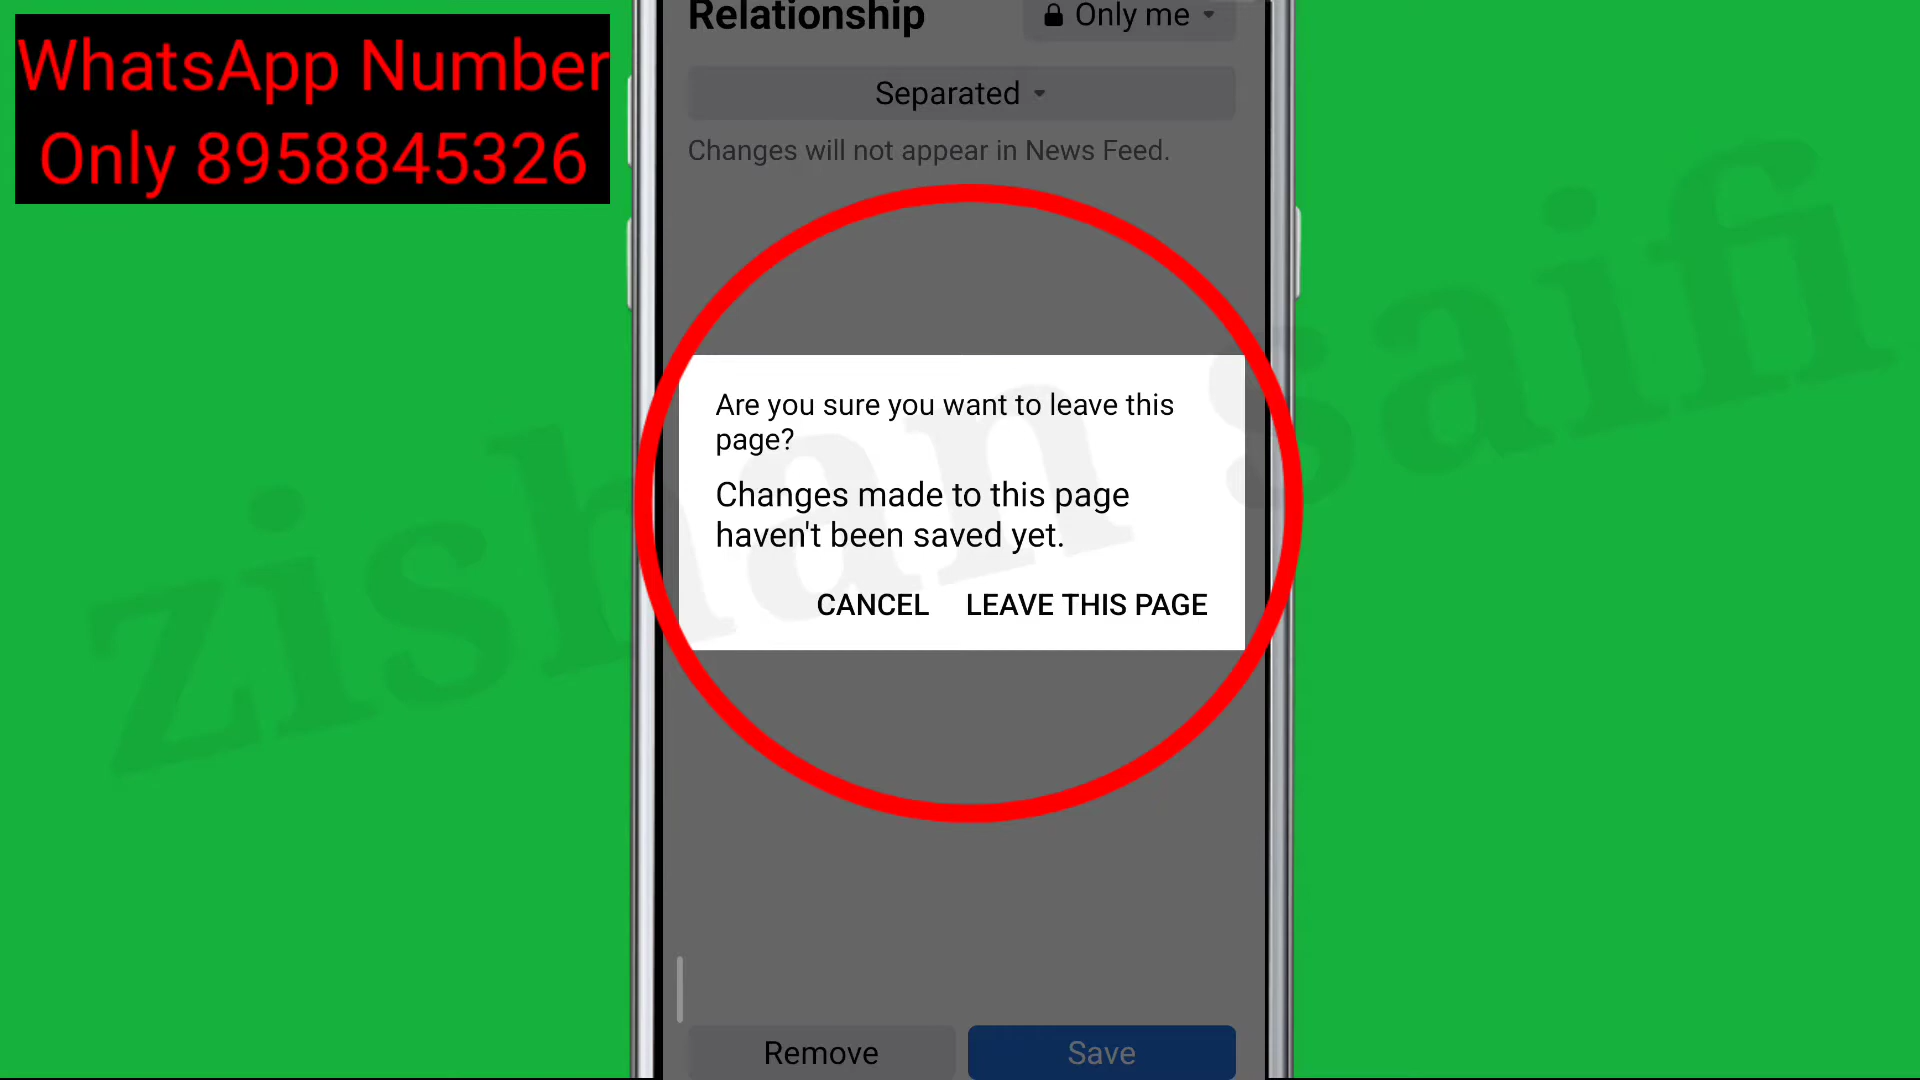 WhatsApp Number
Only 8958845326
Relationship
Only me
Separated
Changes will not appear in News Feed.
Are you sure you want to leave this
page?
Changes made to this page
haven't been saved yet.
CANCEL LEAVE THIS PAGE
zishan saifi
Remove
Save